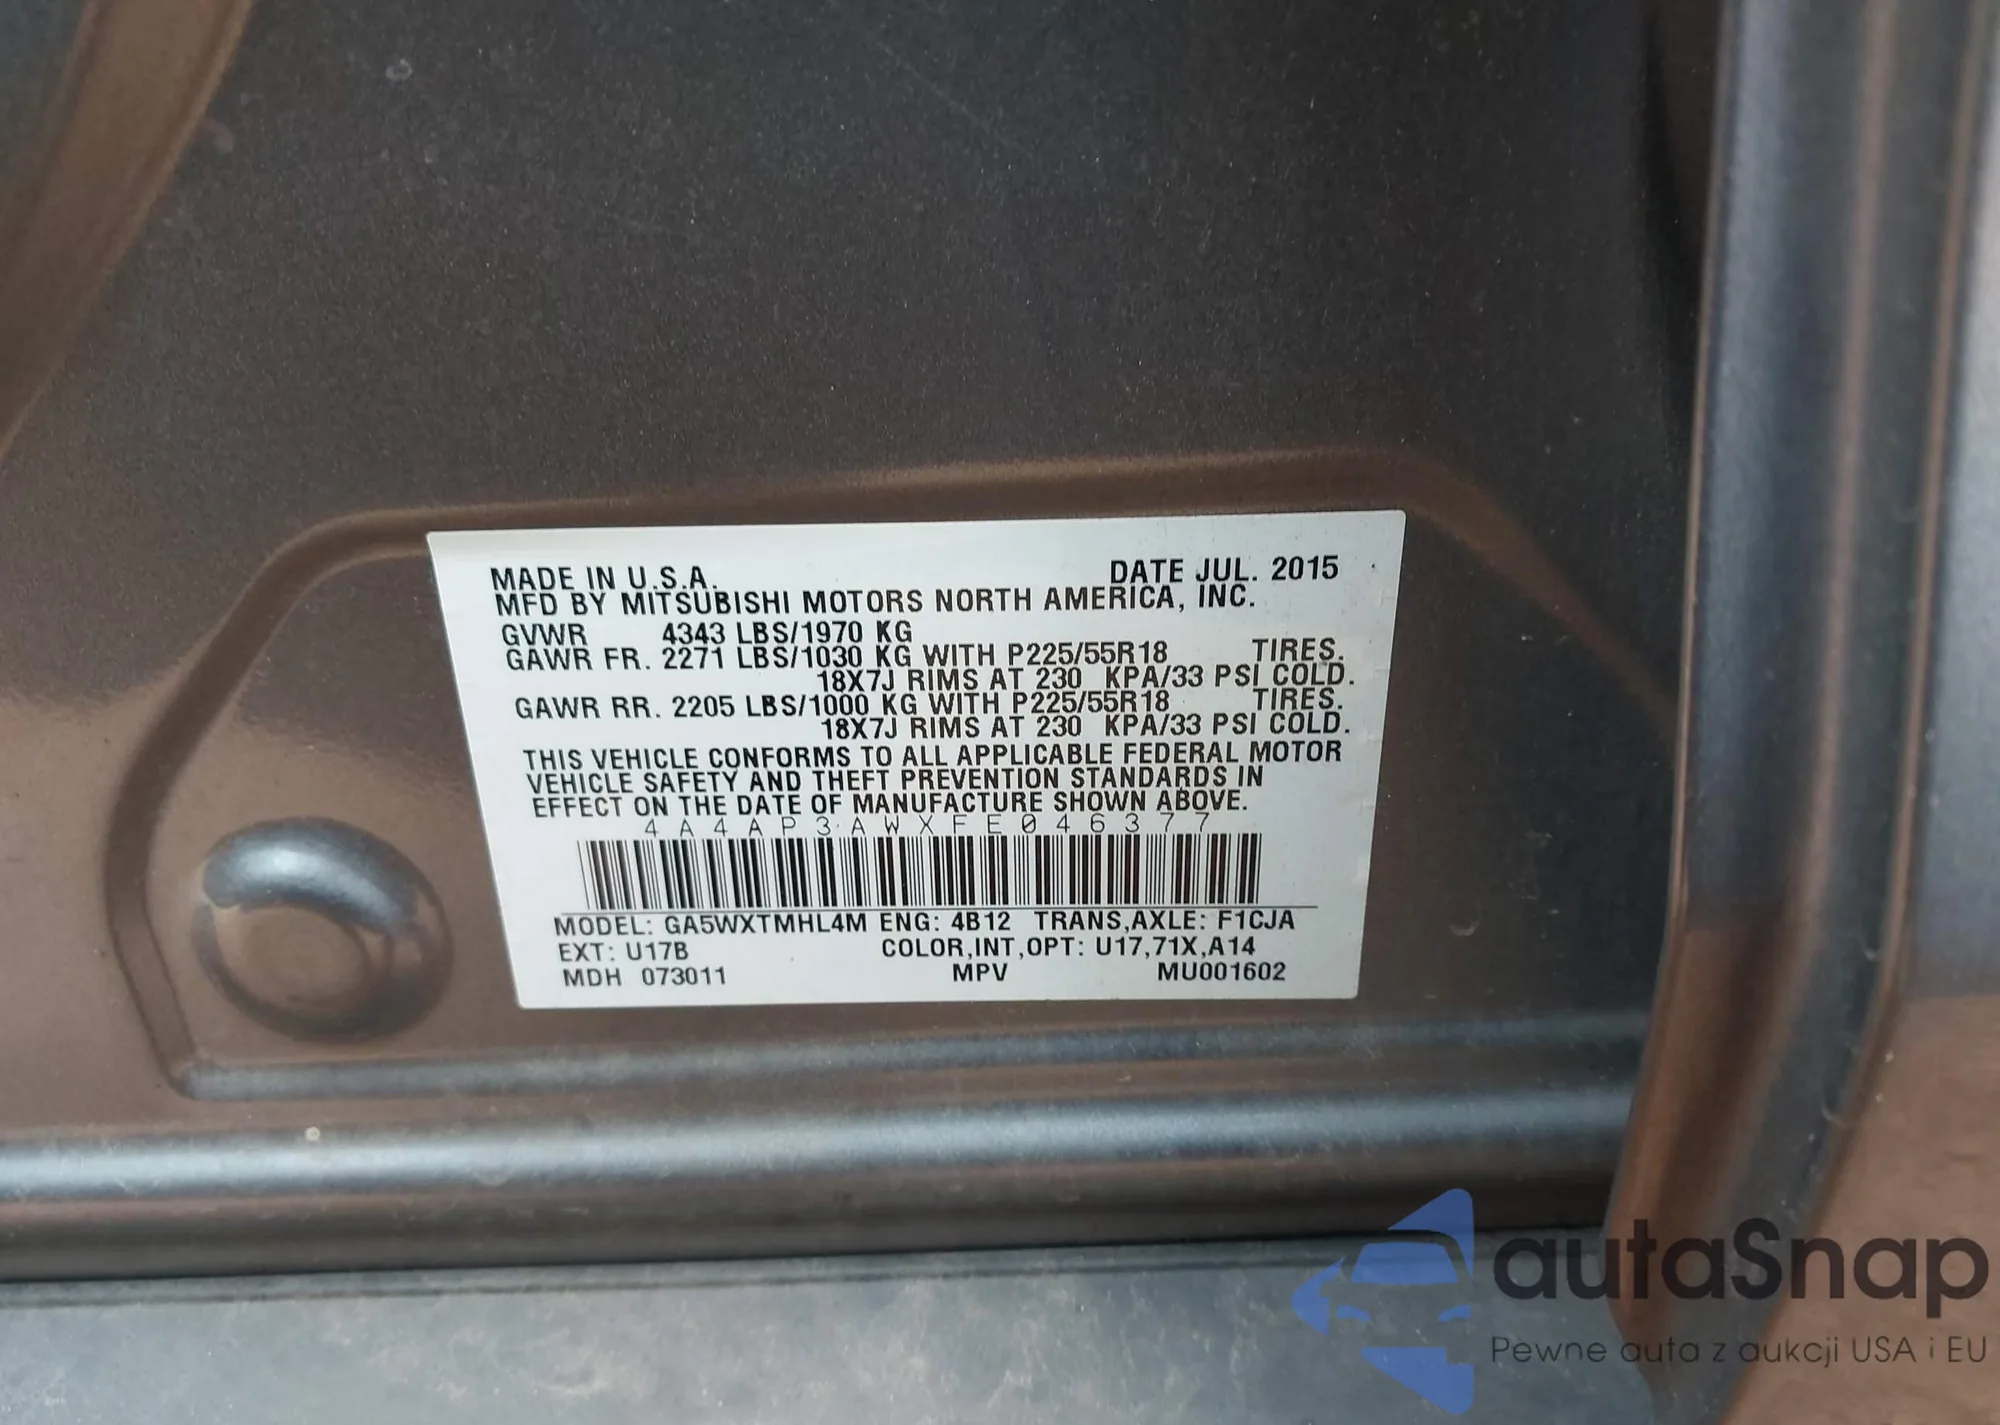 MADE IN U.S.A. DATE JUL. 2015
MFD BY MITSUBISHI MOTORS NORTH AMERICA, INC.
GVWR 4343 LBS/1970 KG
GAWR FR. 2271 LBS/1030 KG WITH P225/55R18 TIRES.
18X7J RIMS AT 230 KPA/33 PSI COLD.
GAWR RR. 2205 LBS/1000 KG WITH P225/55R18 TIRES.
18X7J RIMS AT 230 KPA/33 PSI COLD.
THIS VEHICLE CONFORMS TO ALL APPLICABLE FEDERAL MOTOR
VEHICLE SAFETY AND THEFT PREVENTION STANDARDS IN
EFFECT ON THE DATE OF MANUFACTURE SHOWN ABOVE.
4A4AP3AWXFE046377
MODEL: GA5WXTMHL4M ENG: 4B12 TRANS,AXLE: F1CJA
EXT: U17B COLOR,INT,OPT: U17,71X,A14
MDH 073011 MPV MU001602
autaSnap
Pewne auta z aukcji USA i EU